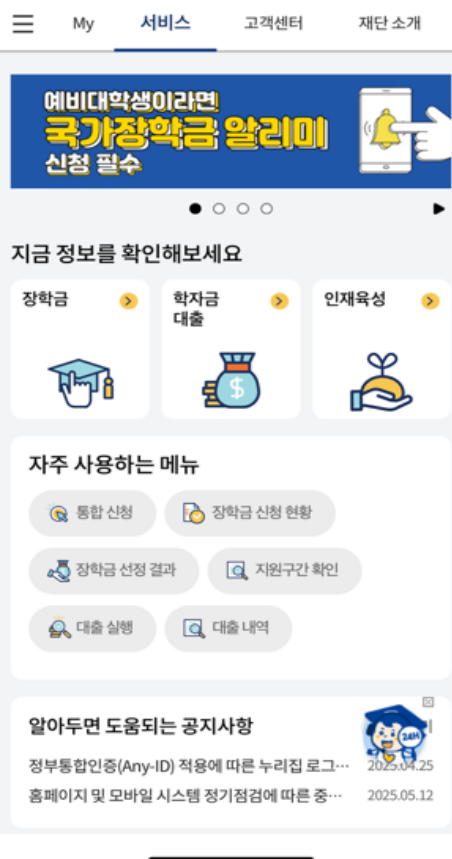 My 서비스 고객센터 재단 소개
예비대학생이라면
국가장학금 알리미
신청 필수
지금 정보를 확인해보세요
장학금
학자금
대출
인재육성
자주 사용하는 메뉴
통합 신청 장학금 신청 현황
장학금 선정 결과 지원구간 확인
대출 실행 대출 내역
알아두면 도움되는 공지사항
24H
정부통합인증(Any-ID) 적용에 따른 누리집 로그… 2025.04.25
홈페이지 및 모바일 시스템 정기점검에 따른 중… 2025.05.12